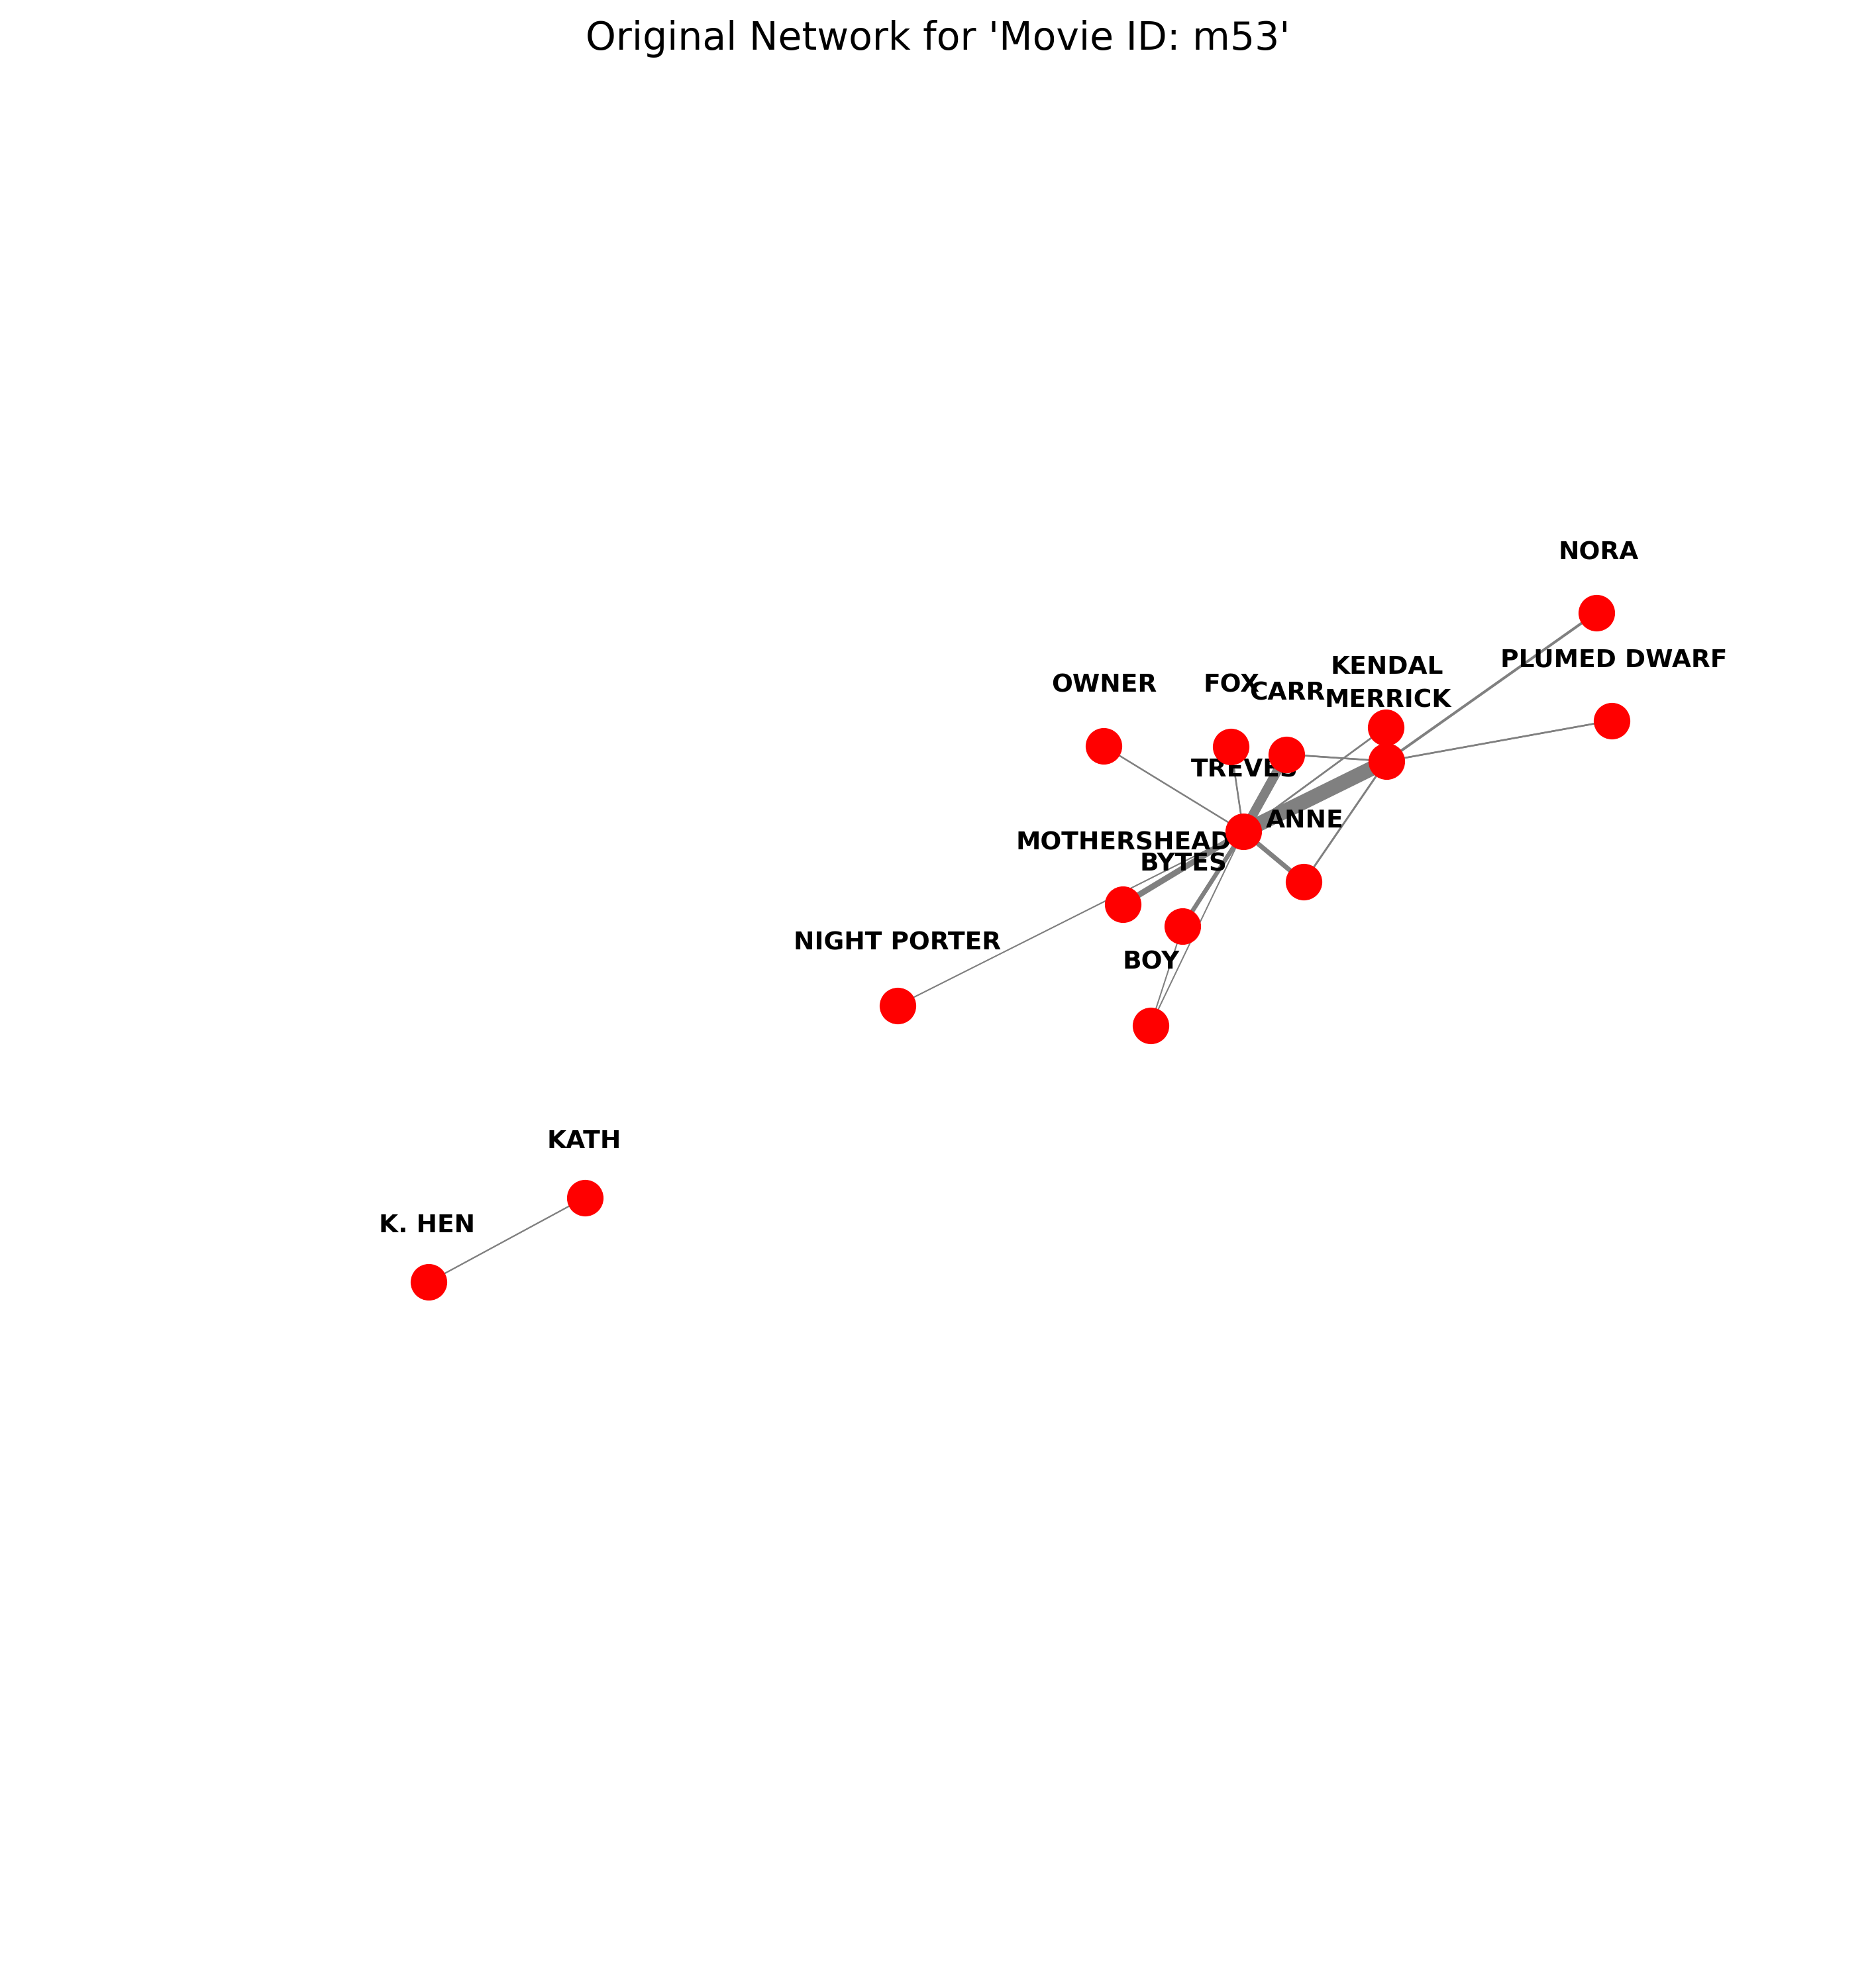 Original Network for 'Movie ID: m53'
NORA
PLUMED DWARF
KENDAL
OWNER
FOX
CARR
MERRICK
TREVES
ANNE
MOTHERSHEAD
BYTES
NIGHT PORTER
BOY
KATH
K. HEN